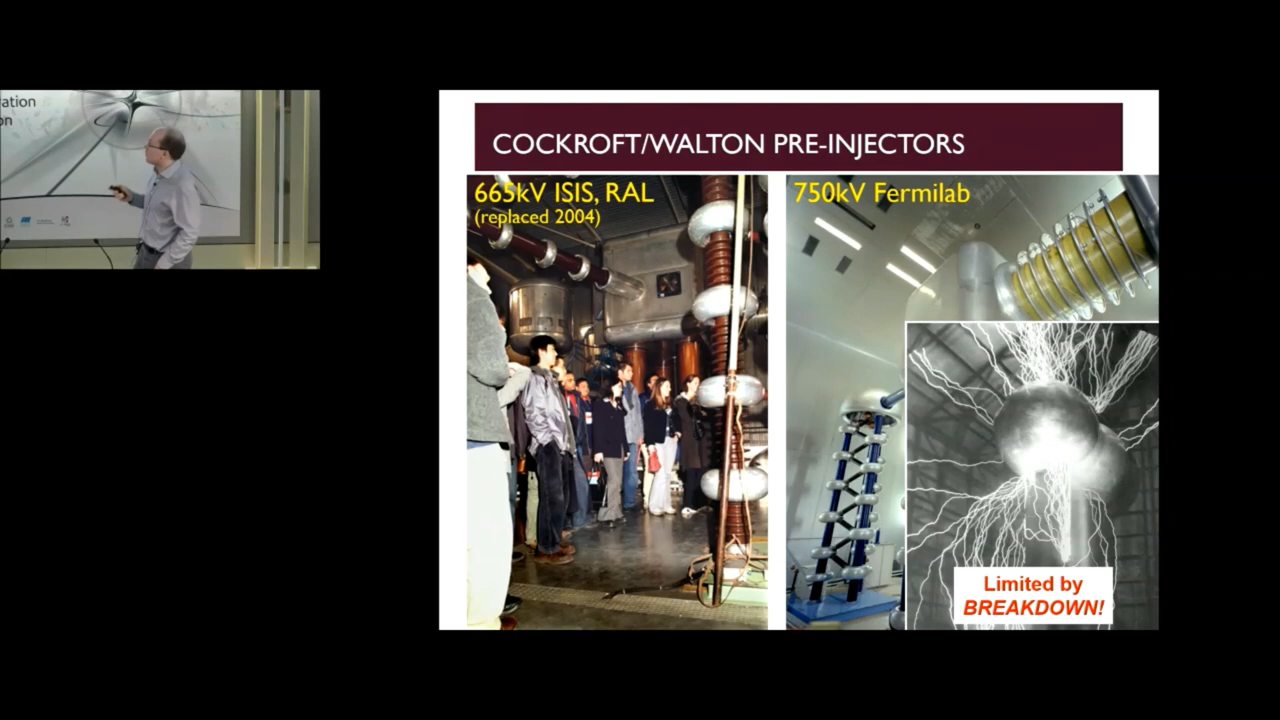 ation
on
COCKROFT/WALTON PRE-INJECTORS
665kV ISIS, RAL
(replaced 2004)
750kV Fermilab
Limited by
BREAKDOWN!